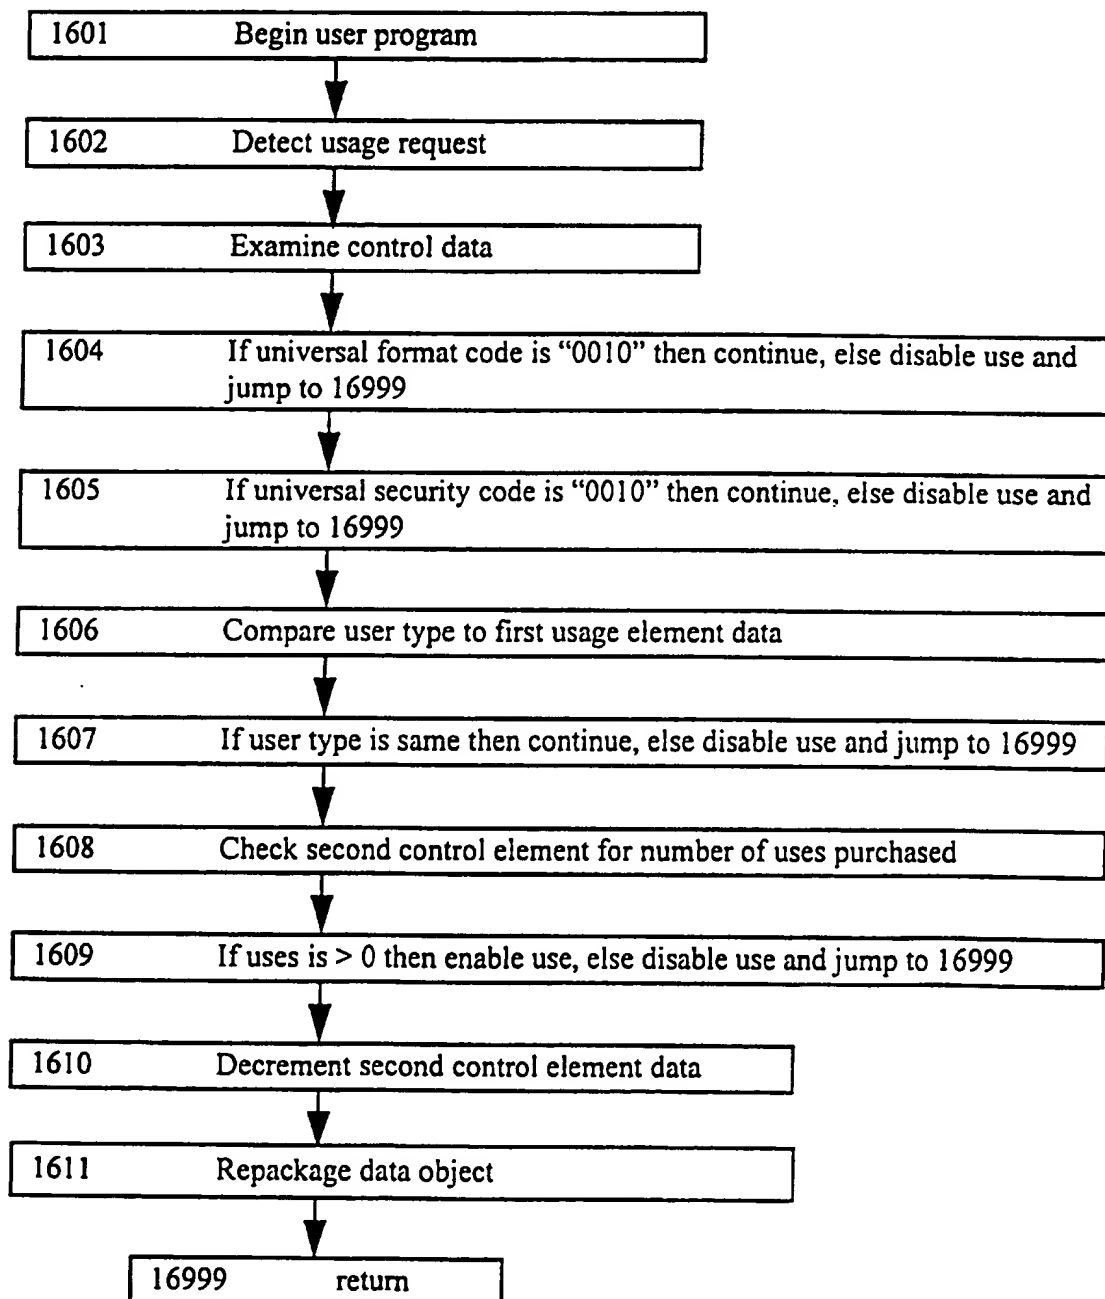 1601 Begin user program
1602 Detect usage request
1603 Examine control data
1604 If universal format code is “0010” then continue, else disable use and
jump to 16999
1605 If universal security code is “0010” then continue, else disable use and
jump to 16999
1606 Compare user type to first usage element data
1607 If user type is same then continue, else disable use and jump to 16999
1608 Check second control element for number of uses purchased
1609 If uses is > 0 then enable use, else disable use and jump to 16999
1610 Decrement second control element data
1611 Repackage data object
16999 return